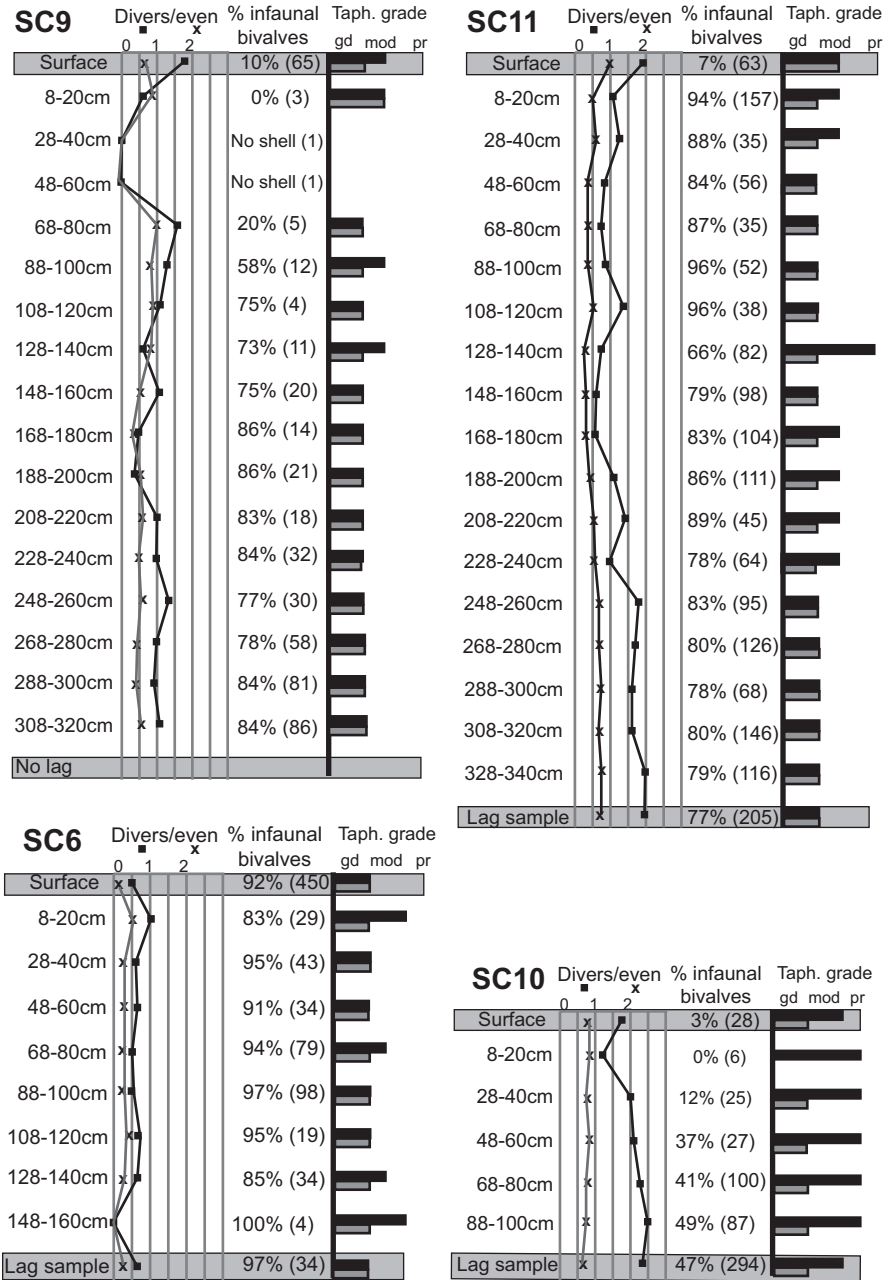 SC9 Divers/even % infaunal bivalves Taph. grade
0 1 2 gd mod pr
Surface 10% (65)
8-20cm 0% (3)
28-40cm No shell (1)
48-60cm No shell (1)
68-80cm 20% (5)
88-100cm 58% (12)
108-120cm 75% (4)
128-140cm 73% (11)
148-160cm 75% (20)
168-180cm 86% (14)
188-200cm 86% (21)
208-220cm 83% (18)
228-240cm 84% (32)
248-260cm 77% (30)
268-280cm 78% (58)
288-300cm 84% (81)
308-320cm 84% (86)
No lag
SC11 Divers/even % infaunal bivalves Taph. grade
0 1 2 gd mod pr
Surface 7% (63)
8-20cm 94% (157)
28-40cm 88% (35)
48-60cm 84% (56)
68-80cm 87% (35)
88-100cm 96% (52)
108-120cm 96% (38)
128-140cm 66% (82)
148-160cm 79% (98)
168-180cm 83% (104)
188-200cm 86% (111)
208-220cm 89% (45)
228-240cm 78% (64)
248-260cm 83% (95)
268-280cm 80% (126)
288-300cm 78% (68)
308-320cm 80% (146)
328-340cm 79% (116)
Lag sample 77% (205)
SC6 Divers/even % infaunal bivalves Taph. grade
0 1 2 gd mod pr
Surface 92% (450
8-20cm 83% (29)
28-40cm 95% (43)
48-60cm 91% (34)
68-80cm 94% (79)
88-100cm 97% (98)
108-120cm 95% (19)
128-140cm 85% (34)
148-160cm 100% (4)
Lag sample 97% (34)
SC10 Divers/even % infaunal bivalves Taph. grade
0 1 2 gd mod pr
Surface 3% (28)
8-20cm 0% (6)
28-40cm 12% (25)
48-60cm 37% (27)
68-80cm 41% (100)
88-100cm 49% (87)
Lag sample 47% (294)